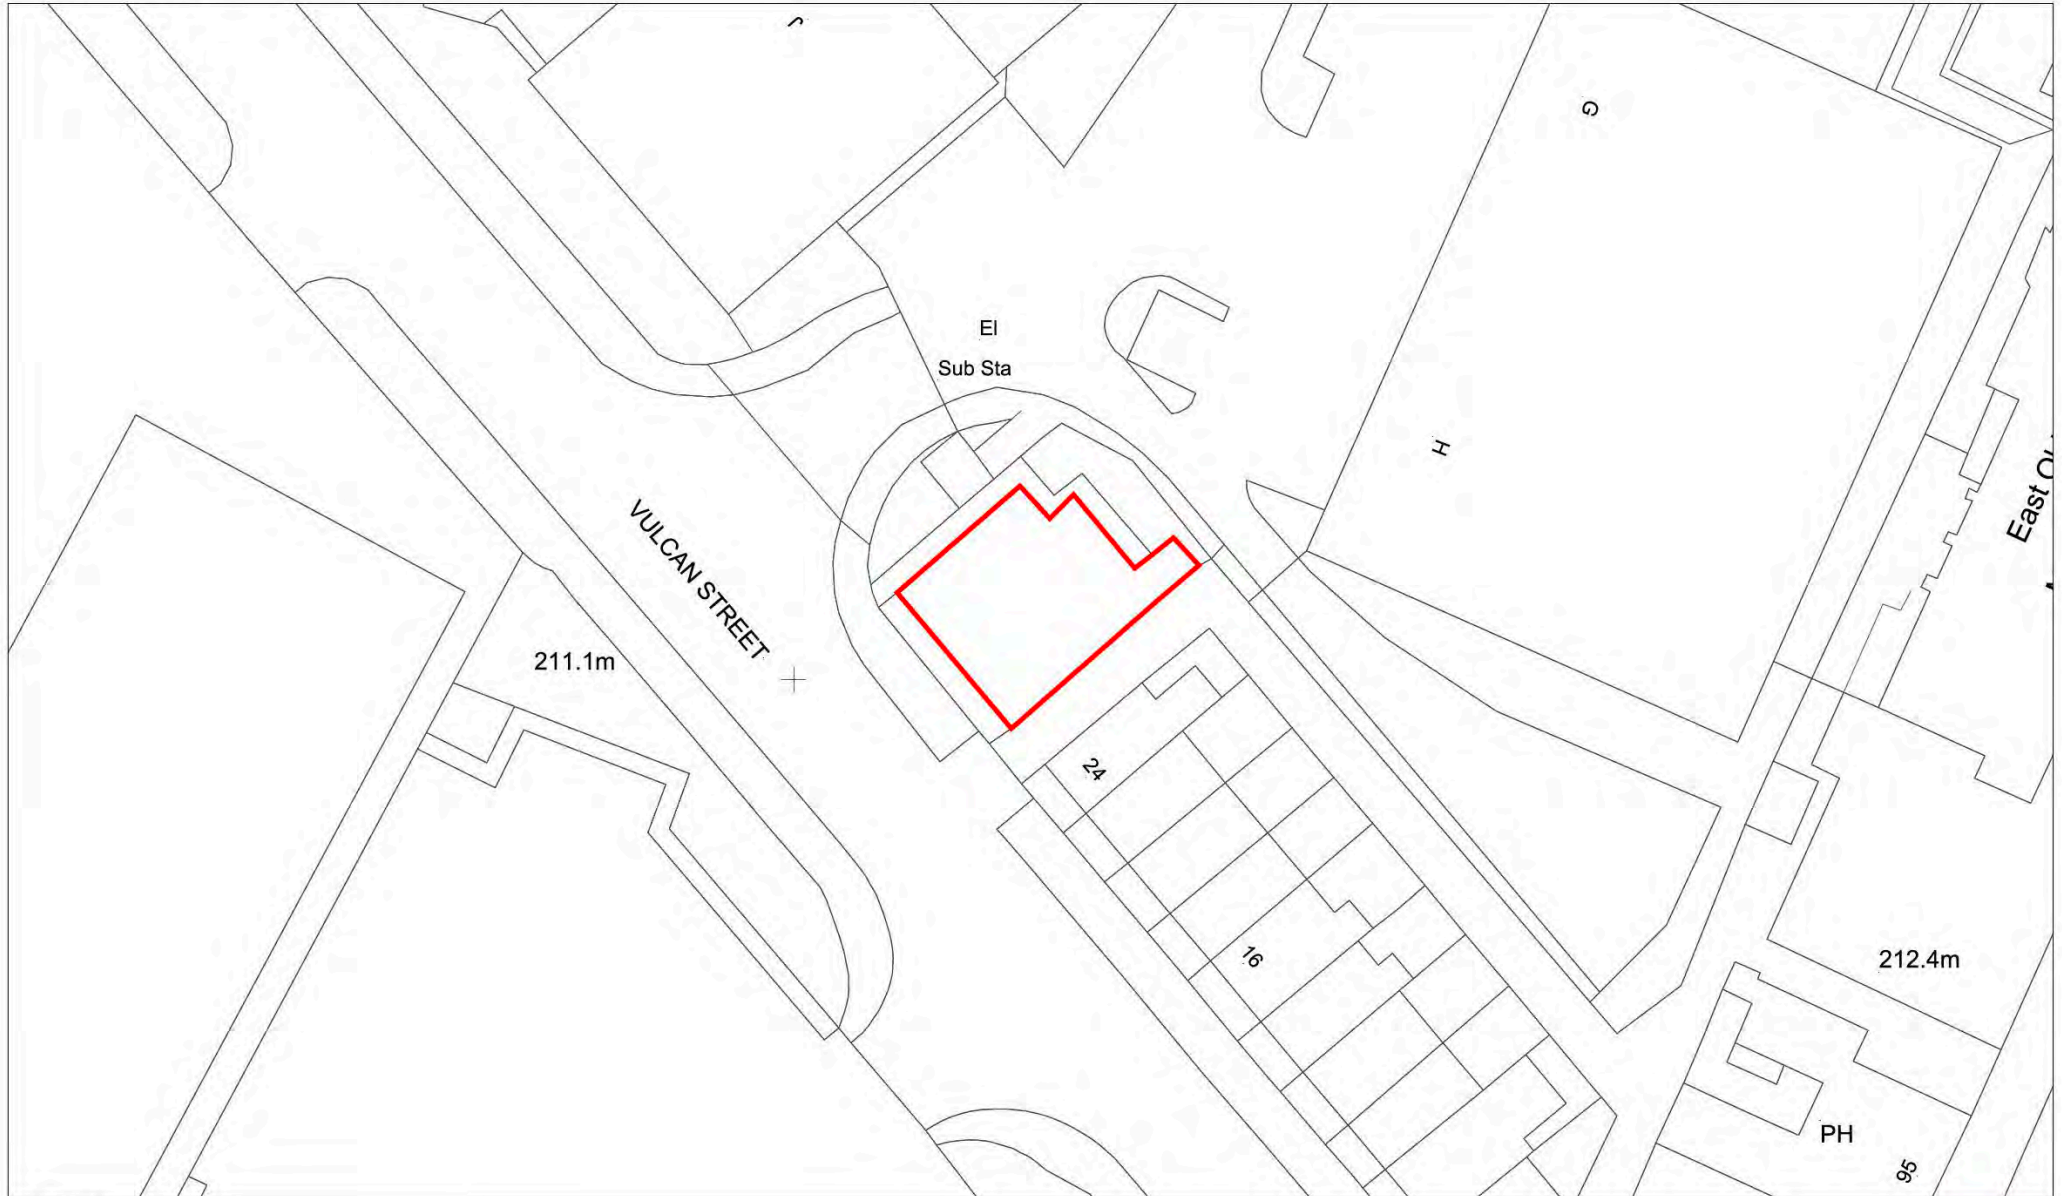 J
G
El
Sub Sta
H
East
VULCAN STREET
211.1m
24
16
212.4m
PH
95